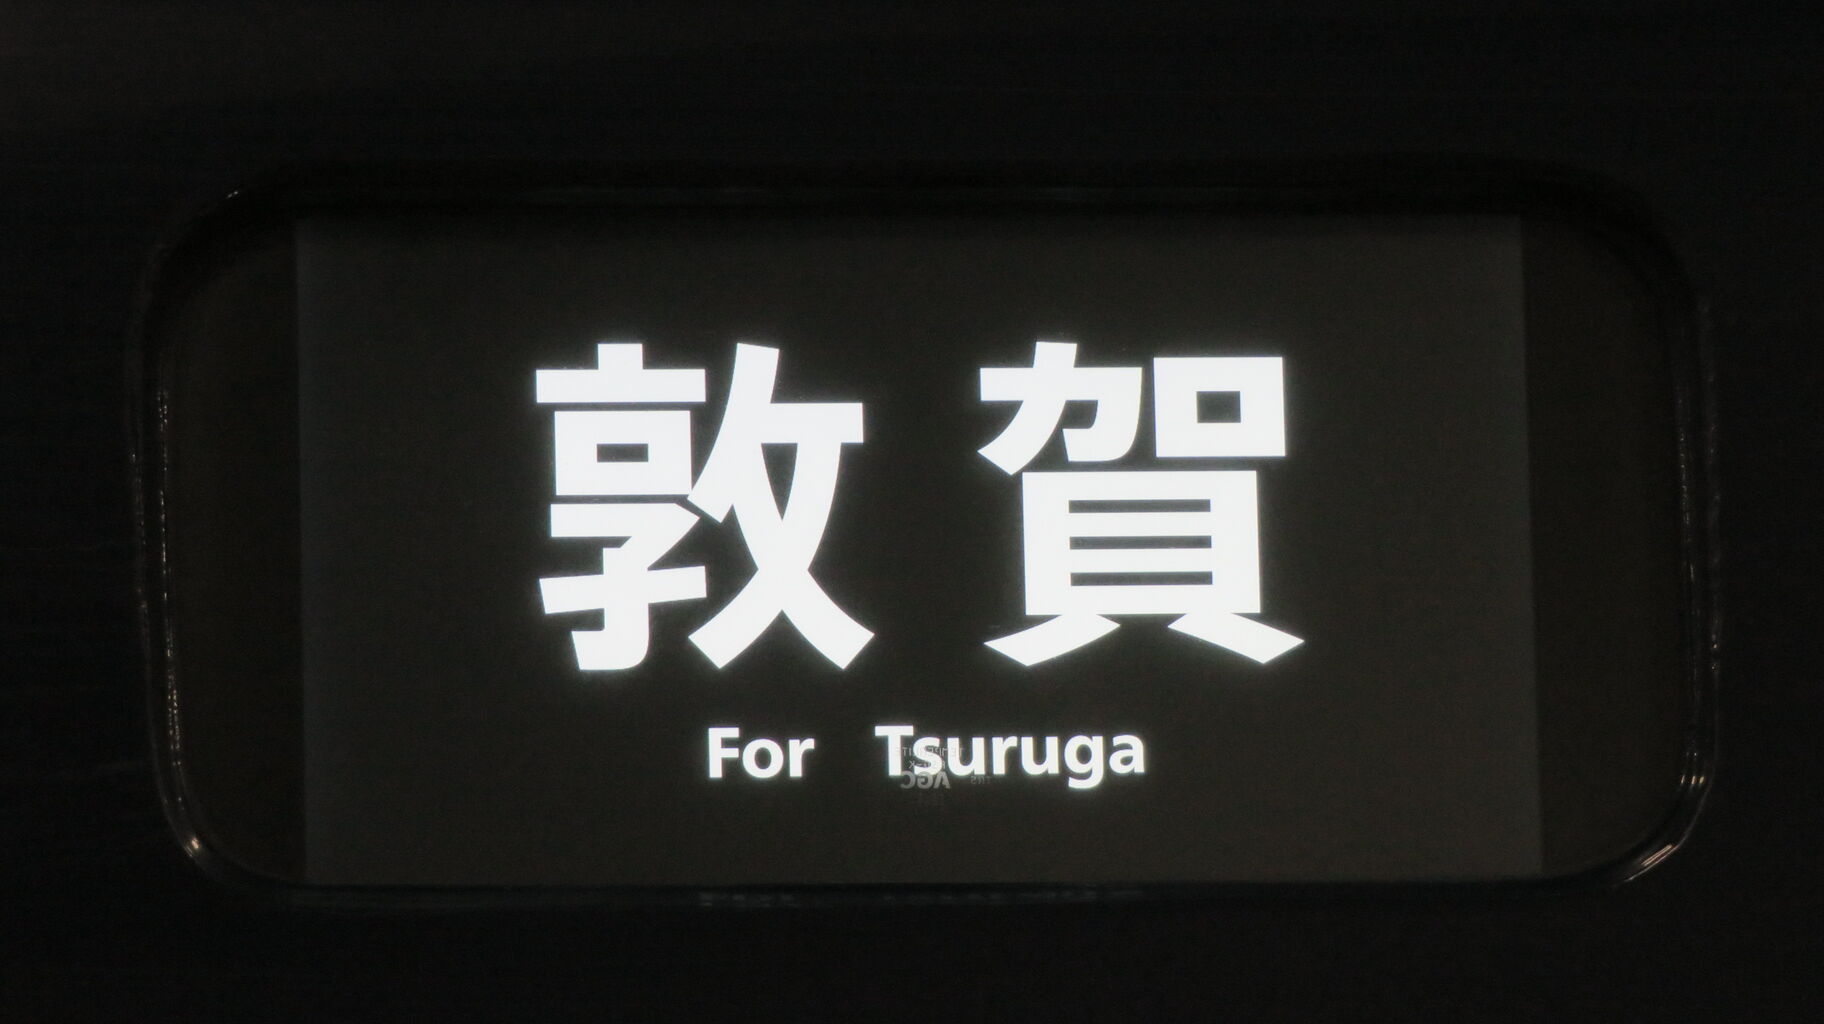 敦賀
For Tsuruga